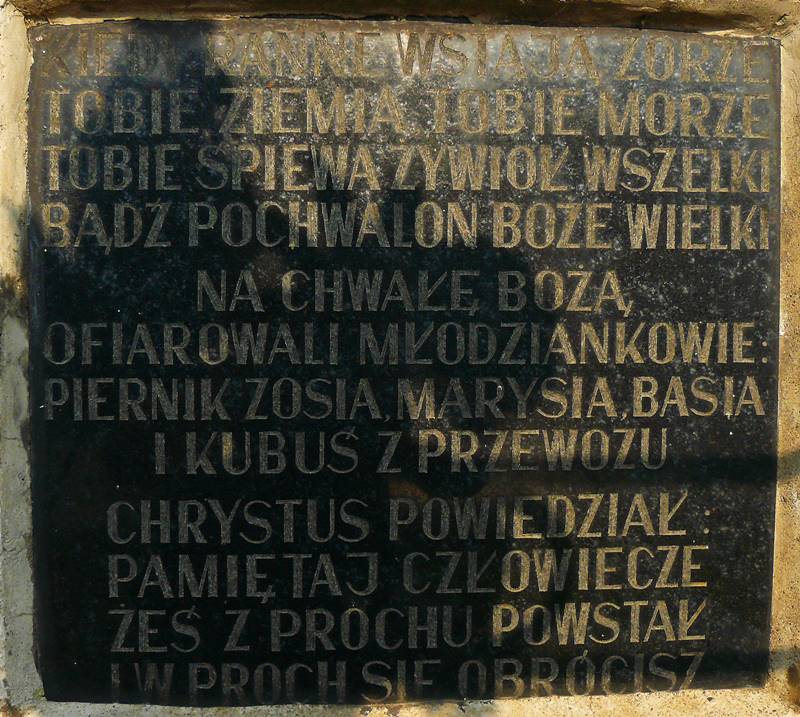 KIEDY RANNE WSTAJĄ ZORZE
TOBIE ZIEMIA TOBIE MORZE
TOBIE ŚPIEWA ŻYWIOŁ WSZELKI
BĄDŹ POCHWALON BOŻE WIELKI
NA CHWAŁĘ BOŻĄ
OFIAROWALI MŁODZIANKOWIE:
PIERNIK ZOSIA, MARYSIA, BASIA
I KUBUŚ Z PRZEWOZU
CHRYSTUS POWIEDZIAŁ:
PAMIĘTAJ CZŁOWIECZE
ŻEŚ Z PROCHU POWSTAŁ
I W PROCH SIĘ OBRÓCISZ